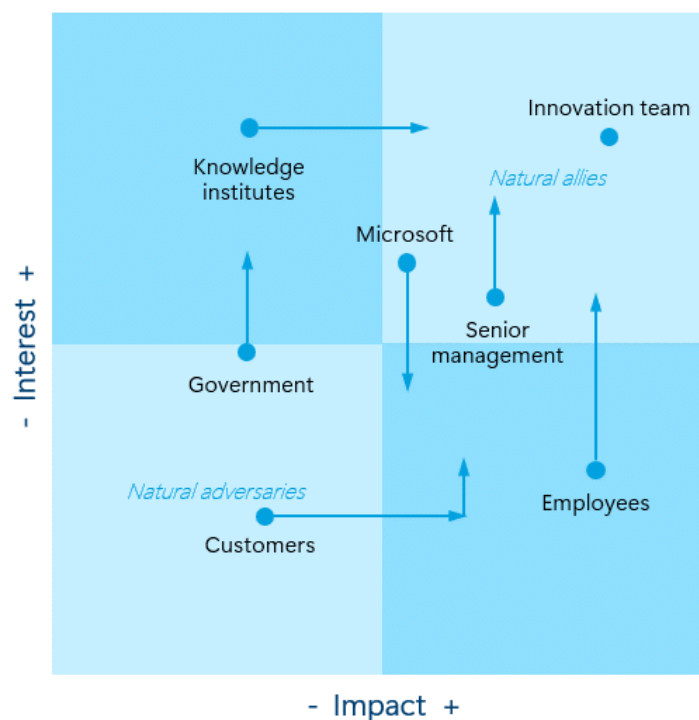 Innovation team
Knowledge
institutes
Natural allies
Microsoft
Senior
management
Government
- Interest +
Natural adversaries
Employees
Customers
- Impact +